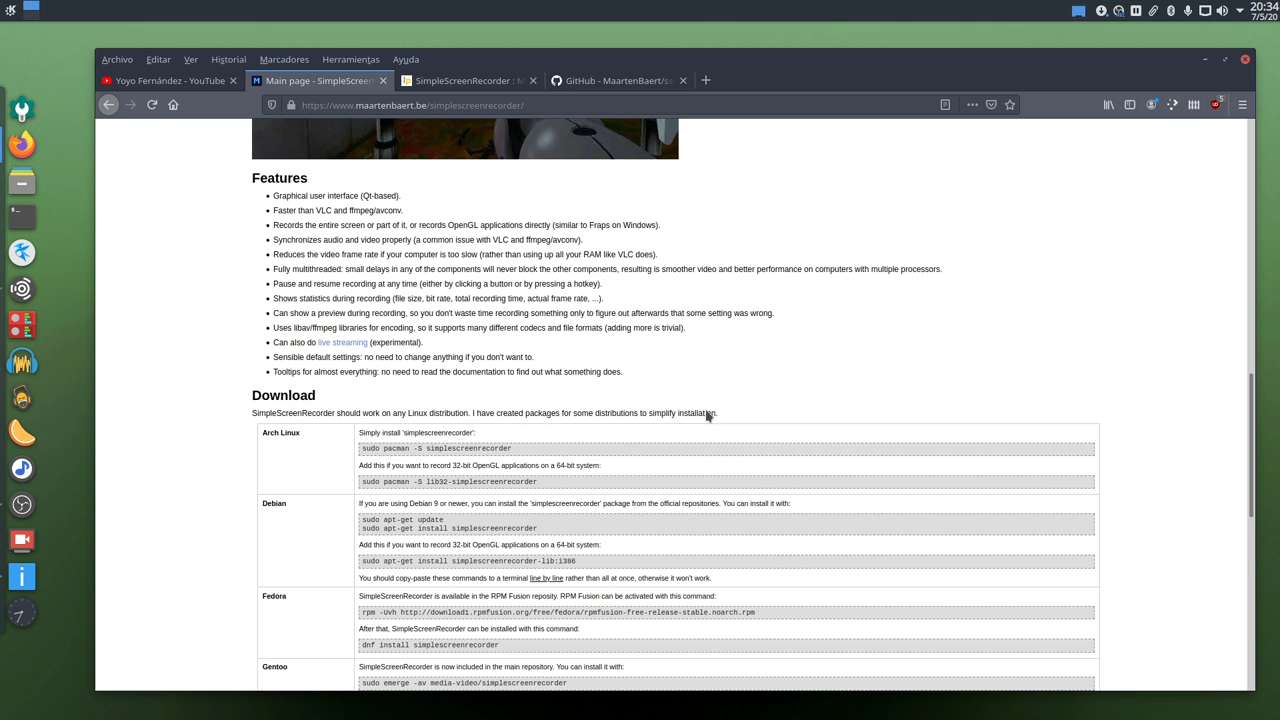 20:34
7/5/20
Archivo Editar Ver Historial Marcadores Herramientas Ayuda
Yoyo Fernández - YouTube
Main page - SimpleScreen
SimpleScreenRecorder : M
GitHub - MaartenBaert/ss
https://www.maartenbaert.be/simplescreenrecorder/
5
Features
Graphical user interface (Qt-based).
Faster than VLC and ffmpeg/avconv.
Records the entire screen or part of it, or records OpenGL applications directly (similar to Fraps on Windows).
Synchronizes audio and video properly (a common issue with VLC and ffmpeg/avconv).
Reduces the video frame rate if your computer is too slow (rather than using up all your RAM like VLC does).
Fully multithreaded: small delays in any of the components will never block the other components, resulting is smoother video and better performance on computers with multiple processors.
Pause and resume recording at any time (either by clicking a button or by pressing a hotkey).
Shows statistics during recording (file size, bit rate, total recording time, actual frame rate, ...).
Can show a preview during recording, so you don't waste time recording something only to figure out afterwards that some setting was wrong.
Uses libav/ffmpeg libraries for encoding, so it supports many different codecs and file formats (adding more is trivial).
Can also do live streaming (experimental).
Sensible default settings: no need to change anything if you don't want to.
Tooltips for almost everything: no need to read the documentation to find out what something does.
Download
SimpleScreenRecorder should work on any Linux distribution. I have created packages for some distributions to simplify installation.
Arch Linux
Simply install 'simplescreenrecorder':
sudo pacman -S simplescreenrecorder
Add this if you want to record 32-bit OpenGL applications on a 64-bit system:
sudo pacman -S lib32-simplescreenrecorder
Debian
If you are using Debian 9 or newer, you can install the 'simplescreenrecorder' package from the official repositories. You can install it with:
sudo apt-get update
sudo apt-get install simplescreenrecorder
Add this if you want to record 32-bit OpenGL applications on a 64-bit system:
sudo apt-get install simplescreenrecorder-lib:i386
You should copy-paste these commands to a terminal line by line rather than all at once, otherwise it won't work.
Fedora
SimpleScreenRecorder is available in the RPM Fusion reposity. RPM Fusion can be activated with this command:
rpm -Uvh http://download1.rpmfusion.org/free/fedora/rpmfusion-free-release-stable.noarch.rpm
After that, SimpleScreenRecorder can be installed with this command:
dnf install simplescreenrecorder
Gentoo
SimpleScreenRecorder is now included in the main repository. You can install it with:
sudo emerge -av media-video/simplescreenrecorder